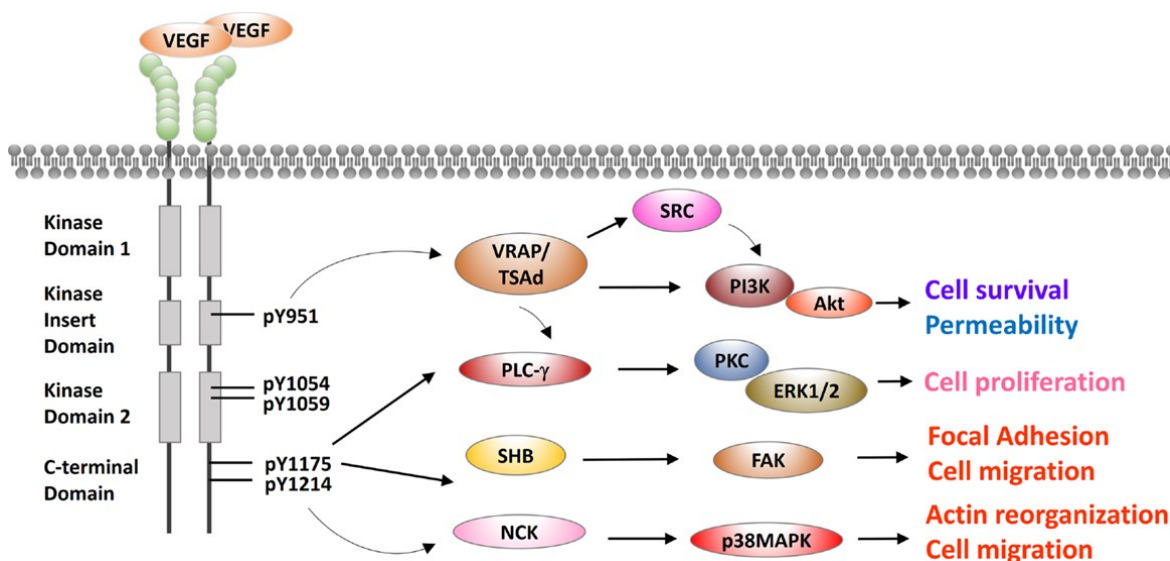 VEGF
VEGF
Kinase
Domain 1
Kinase
Insert
Domain
Kinase
Domain 2
C-terminal
Domain
pY951
pY1054
pY1059
pY1175
pY1214
SRC
VRAP/
TSAd
PI3K
Akt
Cell survival
Permeability
PLC-γ
PKC
ERK1/2
Cell proliferation
SHB
FAK
Focal Adhesion
Cell migration
NCK
p38MAPK
Actin reorganization
Cell migration